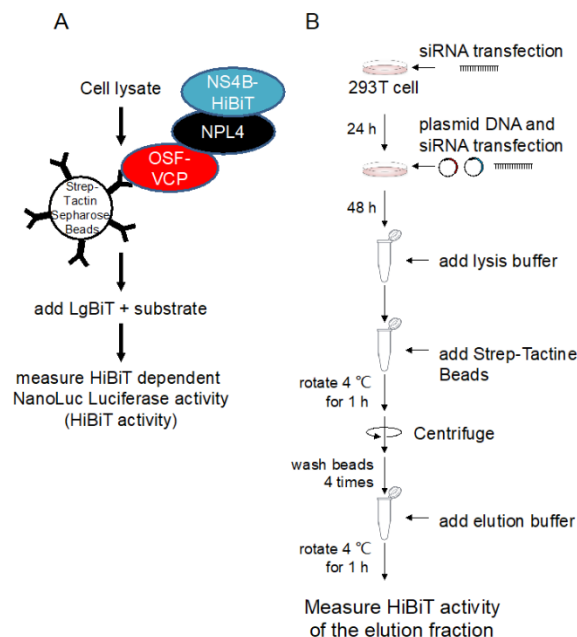 A
Cell lysate
NS4B-
HiBiT
NPL4
OSF-
VCP
Strep-
Tactin
Sepharose
Beads
add LgBiT + substrate
measure HiBiT dependent
NanoLuc Luciferase activity
(HiBiT activity)
B
siRNA transfection
293T cell
24 h
plasmid DNA and
siRNA transfection
48 h
add lysis buffer
add Strep-Tactine
Beads
rotate 4 ℃
for 1 h
Centrifuge
wash beads
4 times
add elution buffer
rotate 4 ℃
for 1 h
Measure HiBiT activity
of the elution fraction